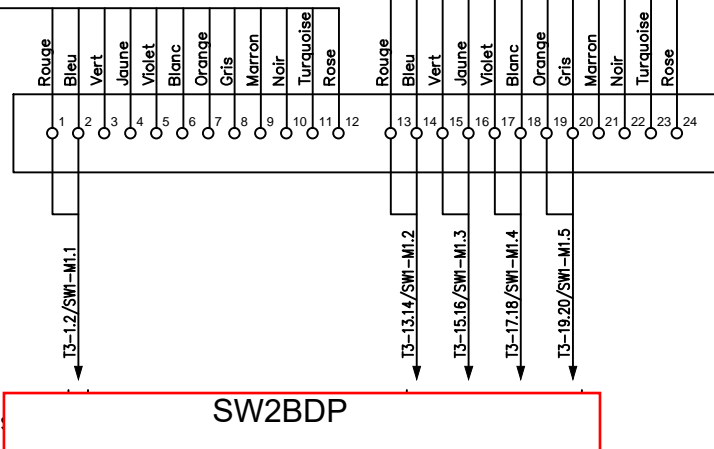 Rouge Bleu Vert Jaune Violet Blanc Orange Gris Marron Noir Turquoise Rose Rouge Bleu Vert Jaune Violet Blanc Orange Gris Marron Noir Turquoise Rose
1 2 3 4 5 6 7 8 9 10 11 12 13 14 15 16 17 18 19 20 21 22 23 24
T3-1.2/SW1-M1.1
T3-13.14/SW1-M1.2
T3-15.16/SW1-M1.3
T3-17.18/SW1-M1.4
T3-19.20/SW1-M1.5
SW2BDP